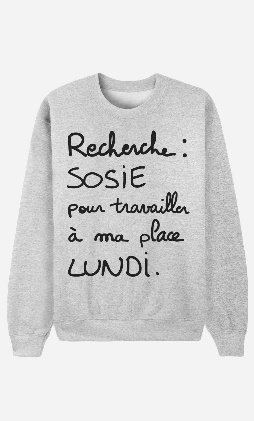 Recherche :
SOSiE
pour travailler
à ma place
LUNDi.